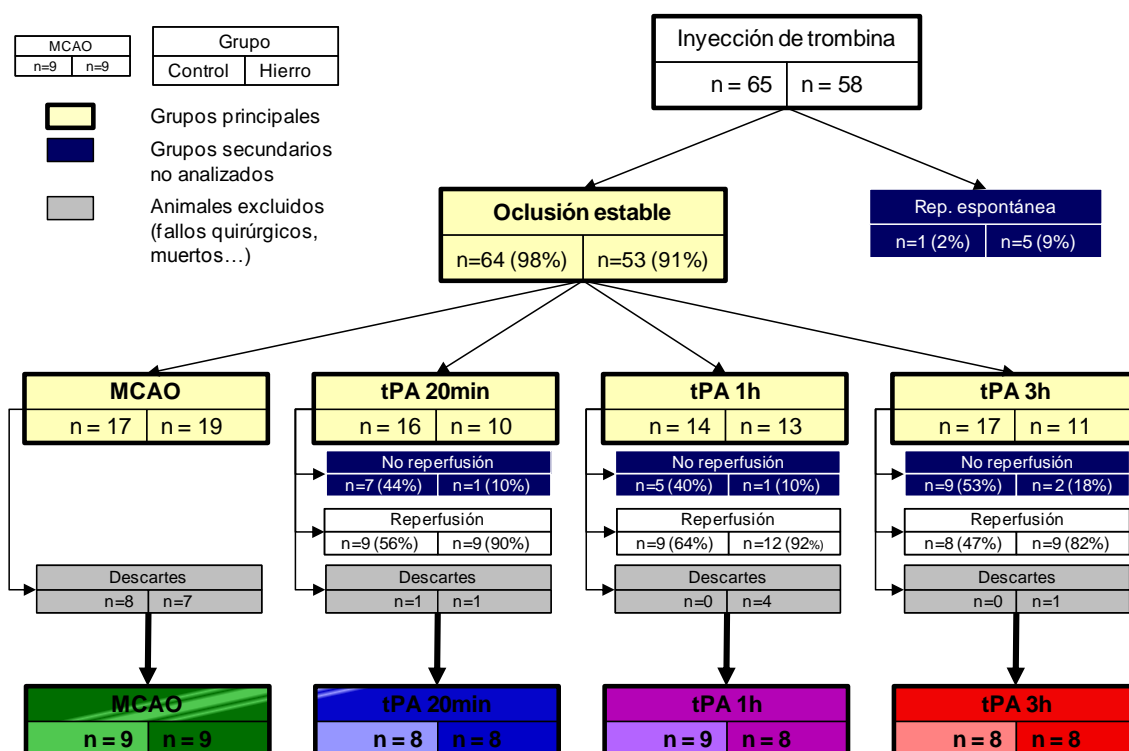 MCAO
n=9 n=9
Grupo
Control Hierro
Grupos principales
Grupos secundarios
no analizados
Animales excluidos
(fallos quirúrgicos,
muertos…)
Inyección de trombina
n = 65 n = 58
Oclusión estable
n=64 (98%) n=53 (91%)
Rep. espontánea
n=1 (2%) n=5 (9%)
MCAO
n = 17 n = 19
Descartes
n=8 n=7
MCAO
n = 9 n = 9
tPA 20min
n = 16 n = 10
No reperfusión
n=7 (44%) n=1 (10%)
Reperfusión
n=9 (56%) n=9 (90%)
Descartes
n=1 n=1
tPA 20min
n = 8 n = 8
tPA 1h
n = 14 n = 13
No reperfusión
n=5 (40%) n=1 (10%)
Reperfusión
n=9 (64%) n=12 (92%)
Descartes
n=0 n=4
tPA 1h
n = 9 n = 8
tPA 3h
n = 17 n = 11
No reperfusión
n=9 (53%) n=2 (18%)
Reperfusión
n=8 (47%) n=9 (82%)
Descartes
n=0 n=1
tPA 3h
n = 8 n = 8